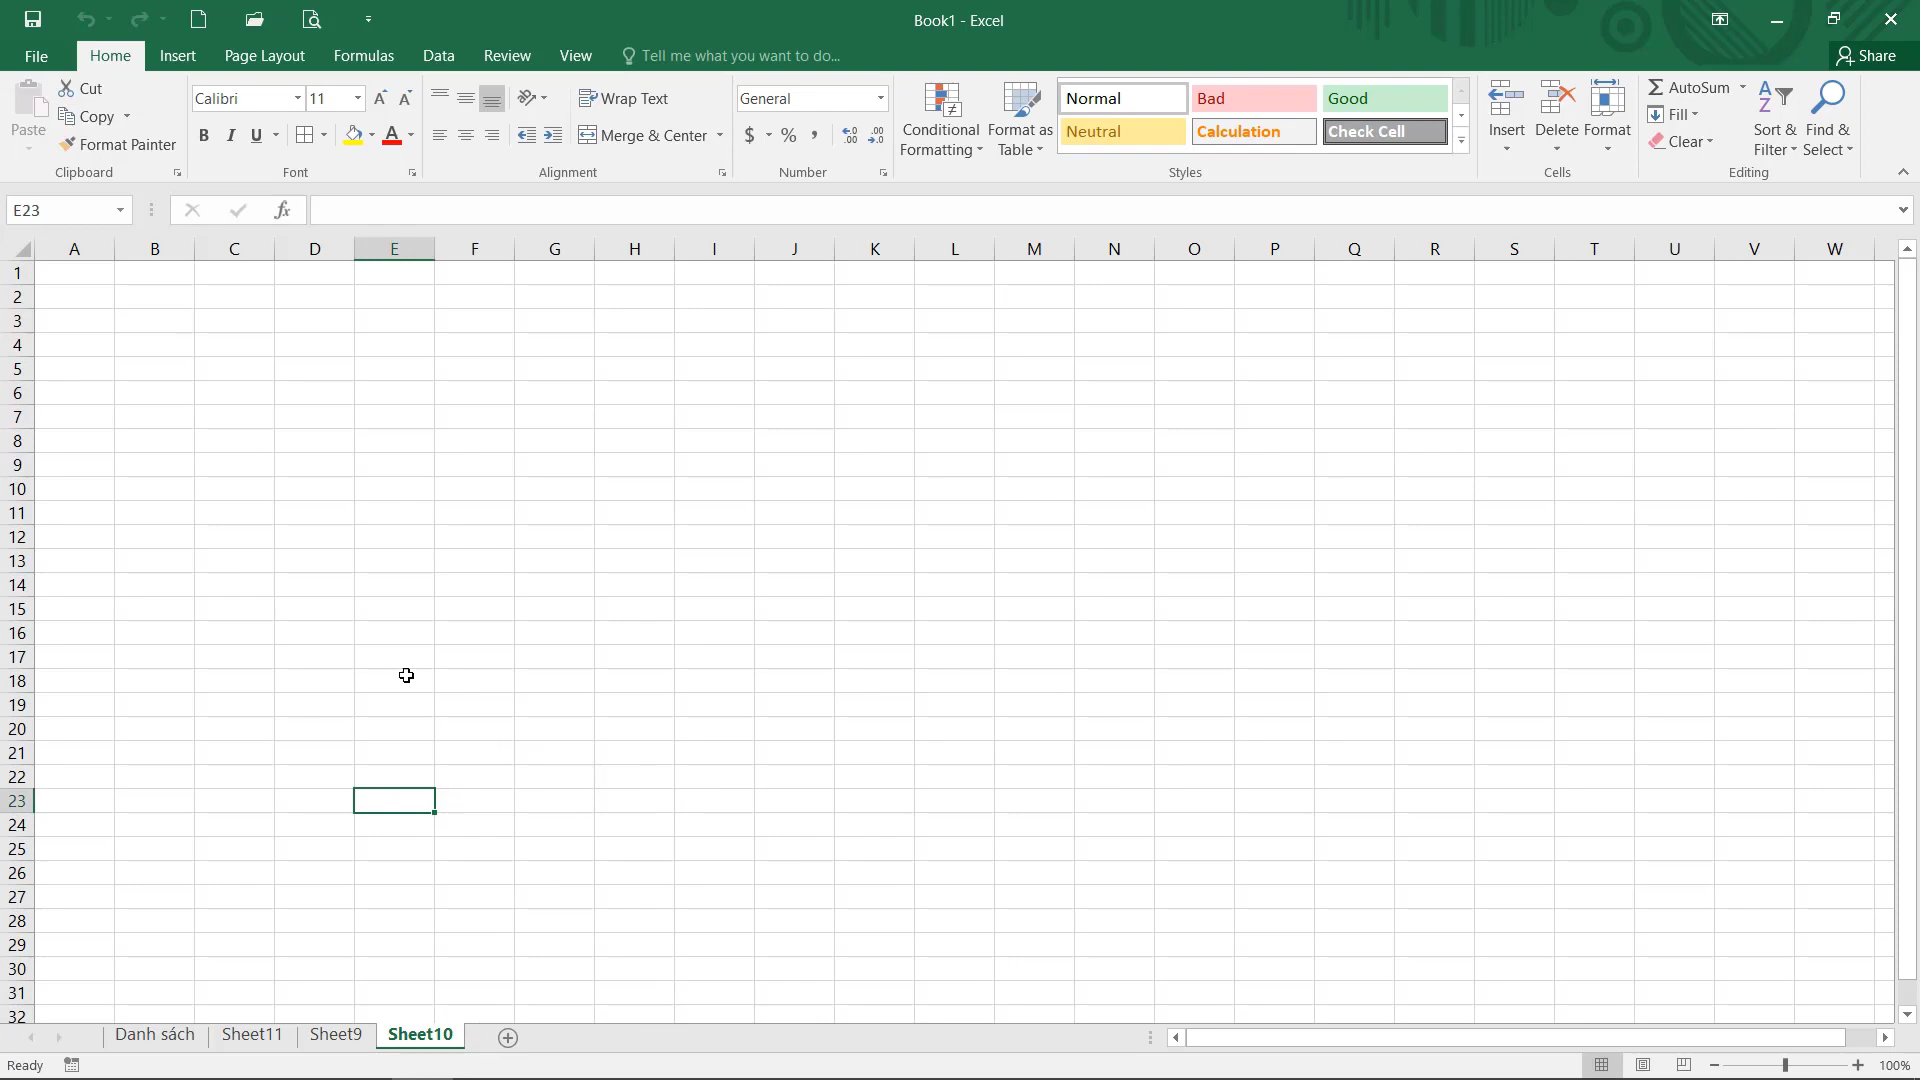 Book1 - Excel
File Home Insert Page Layout Formulas Data Review View Tell me what you want to do... Share
Paste Cut Copy Format Painter
Clipboard
Calibri 11 A A
B I U A
Font
Wrap Text
Merge & Center
Alignment
General
$ % , .0 .00 .00 .0
Number
Conditional Formatting
Format as Table
Normal Bad Good
Neutral Calculation Check Cell
Styles
Insert Delete Format
Cells
AutoSum
Fill
Clear
Sort & Filter
Find & Select
Editing
E23 fx
A B C D E F G H I J K L M N O P Q R S T U V W
1
2
3
4
5
6
7
8
9
10
11
12
13
14
15
16
17
18
19
20
21
22
23
24
25
26
27
28
29
30
31
32
Danh sách Sheet11 Sheet9 Sheet10
Ready 100%